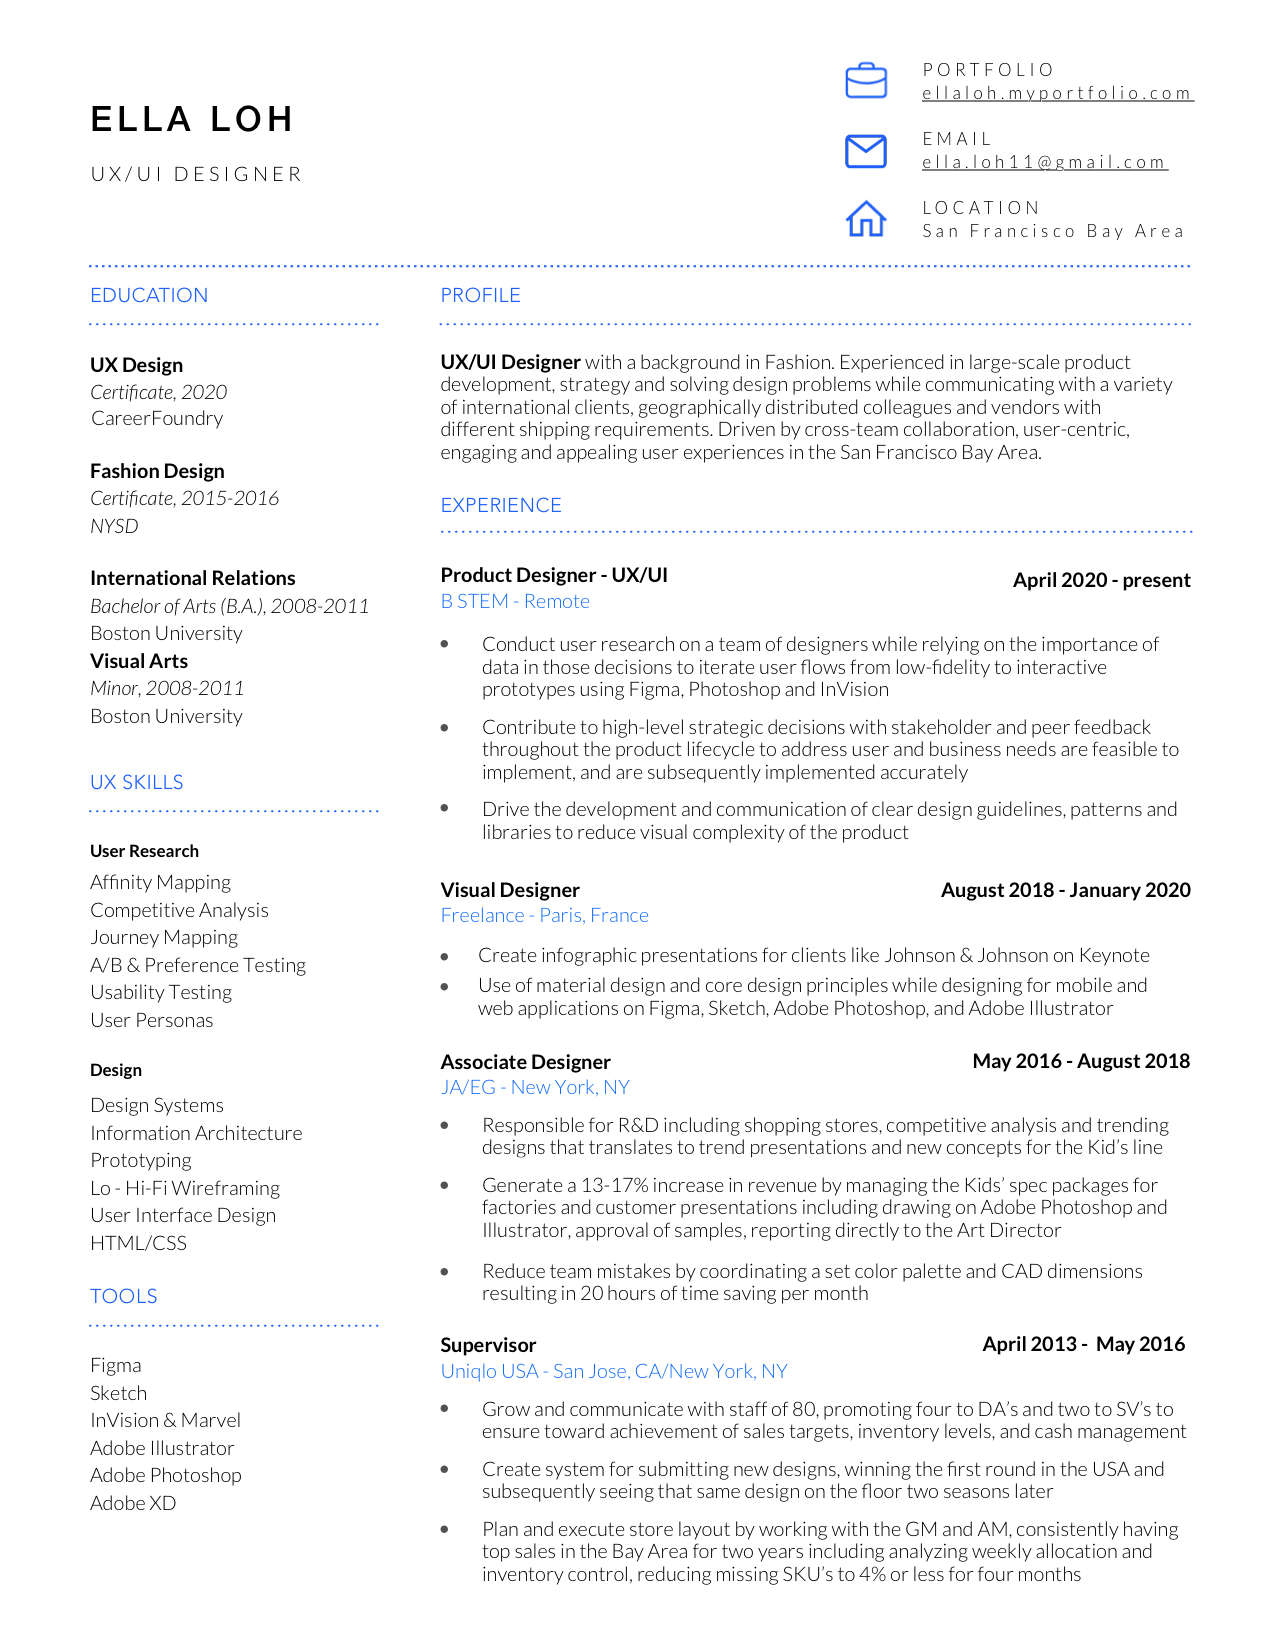 ELLA LOH
UX/UI DESIGNER
PORTFOLIO
ellaloh.myportfolio.com
EMAIL
ella.loh11@gmail.com
LOCATION
San Francisco Bay Area
EDUCATION
UX Design
Certificate, 2020
CareerFoundry
Fashion Design
Certificate, 2015-2016
NYSD
International Relations
Bachelor of Arts (B.A.), 2008-2011
Boston University
Visual Arts
Minor, 2008-2011
Boston University
UX SKILLS
User Research
Affinity Mapping
Competitive Analysis
Journey Mapping
A/B & Preference Testing
Usability Testing
User Personas
Design
Design Systems
Information Architecture
Prototyping
Lo - Hi-Fi Wireframing
User Interface Design
HTML/CSS
TOOLS
Figma
Sketch
InVision & Marvel
Adobe Illustrator
Adobe Photoshop
Adobe XD
PROFILE
UX/UI Designer with a background in Fashion. Experienced in large-scale product
development, strategy and solving design problems while communicating with a variety
of international clients, geographically distributed colleagues and vendors with
different shipping requirements. Driven by cross-team collaboration, user-centric,
engaging and appealing user experiences in the San Francisco Bay Area.
EXPERIENCE
Product Designer - UX/UI April 2020 - present
B STEM - Remote
• Conduct user research on a team of designers while relying on the importance of
data in those decisions to iterate user flows from low-fidelity to interactive
prototypes using Figma, Photoshop and InVision
• Contribute to high-level strategic decisions with stakeholder and peer feedback
throughout the product lifecycle to address user and business needs are feasible to
implement, and are subsequently implemented accurately
• Drive the development and communication of clear design guidelines, patterns and
libraries to reduce visual complexity of the product
Visual Designer August 2018 - January 2020
Freelance - Paris, France
• Create infographic presentations for clients like Johnson & Johnson on Keynote
• Use of material design and core design principles while designing for mobile and
web applications on Figma, Sketch, Adobe Photoshop, and Adobe Illustrator
Associate Designer May 2016 - August 2018
JA/EG - New York, NY
• Responsible for R&D including shopping stores, competitive analysis and trending
designs that translates to trend presentations and new concepts for the Kid’s line
• Generate a 13-17% increase in revenue by managing the Kids’ spec packages for
factories and customer presentations including drawing on Adobe Photoshop and
Illustrator, approval of samples, reporting directly to the Art Director
• Reduce team mistakes by coordinating a set color palette and CAD dimensions
resulting in 20 hours of time saving per month
Supervisor April 2013 - May 2016
Uniqlo USA - San Jose, CA/New York, NY
• Grow and communicate with staff of 80, promoting four to DA’s and two to SV’s to
ensure toward achievement of sales targets, inventory levels, and cash management
• Create system for submitting new designs, winning the first round in the USA and
subsequently seeing that same design on the floor two seasons later
• Plan and execute store layout by working with the GM and AM, consistently having
top sales in the Bay Area for two years including analyzing weekly allocation and
inventory control, reducing missing SKU’s to 4% or less for four months